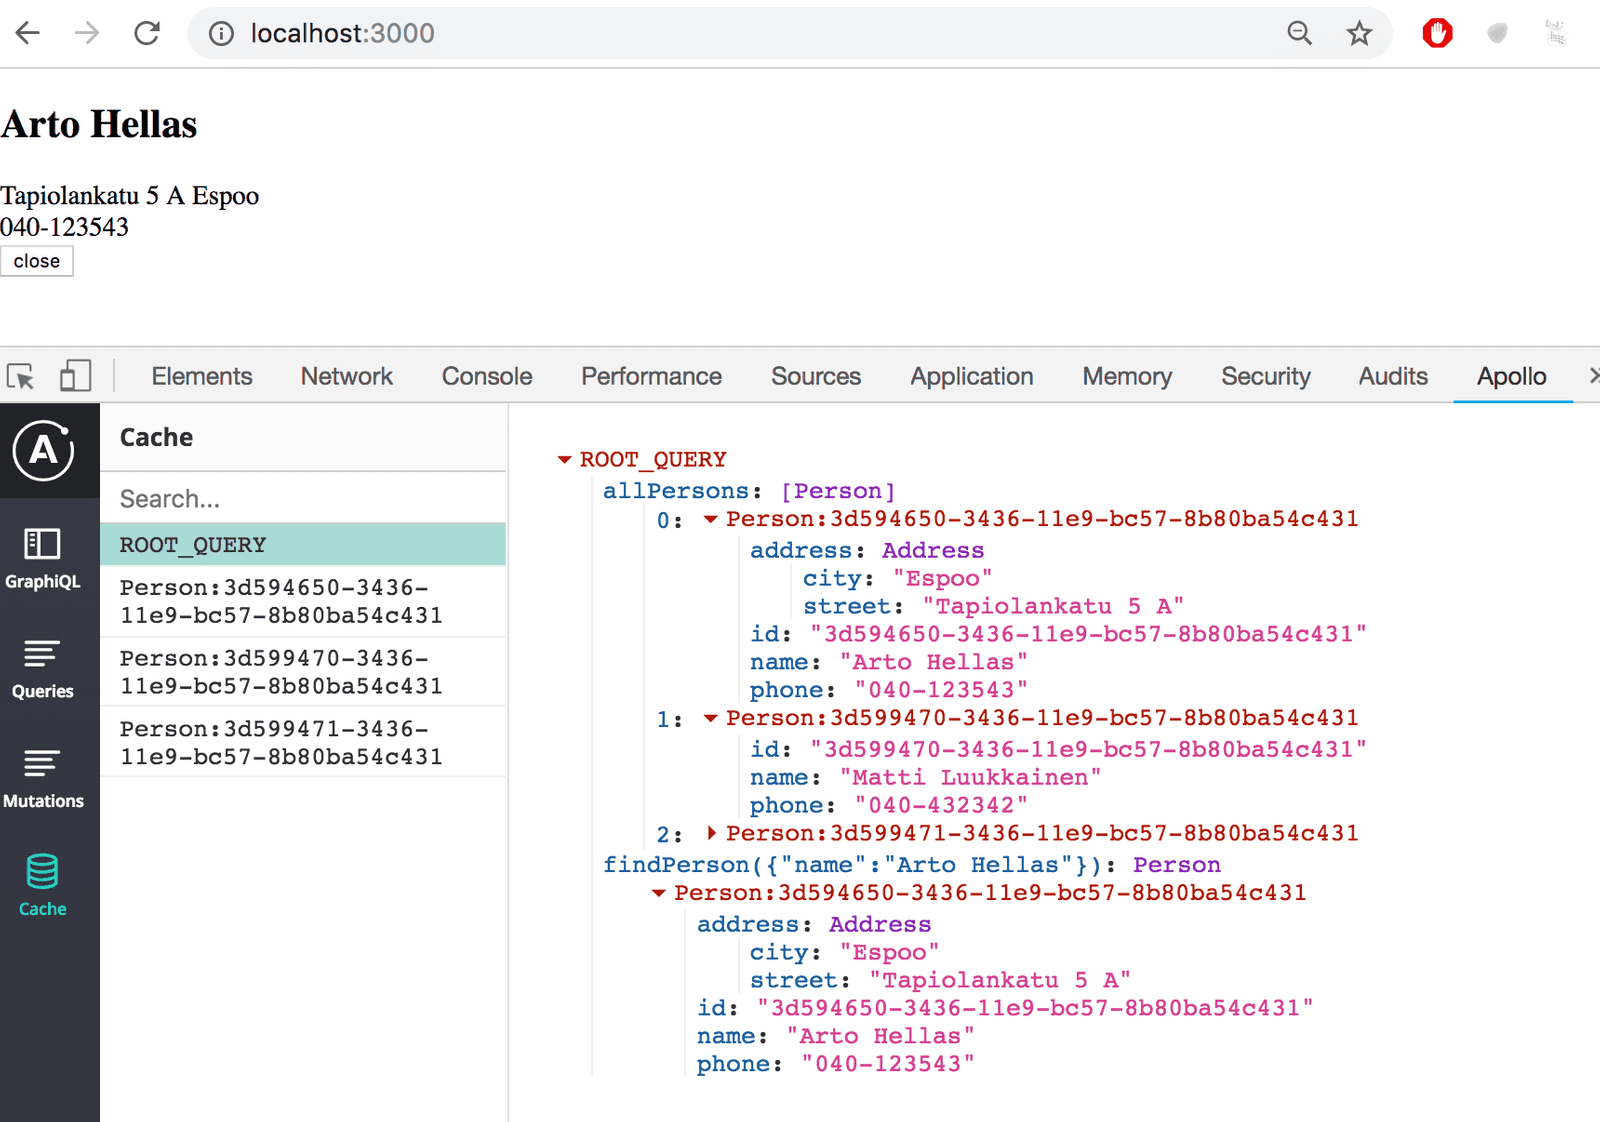 localhost:3000
Arto Hellas
Tapiolankatu 5 A Espoo
040-123543
close
Elements Network Console Performance Sources Application Memory Security Audits Apollo
A
GraphiQL
Queries
Mutations
Cache
Cache
Search...
ROOT_QUERY
Person:3d594650-3436-
11e9-bc57-8b80ba54c431
Person:3d599470-3436-
11e9-bc57-8b80ba54c431
Person:3d599471-3436-
11e9-bc57-8b80ba54c431
ROOT_QUERY
allPersons: [Person]
0: Person:3d594650-3436-11e9-bc57-8b80ba54c431
address: Address
city: "Espoo"
street: "Tapiolankatu 5 A"
id: "3d594650-3436-11e9-bc57-8b80ba54c431"
name: "Arto Hellas"
phone: "040-123543"
1: Person:3d599470-3436-11e9-bc57-8b80ba54c431
id: "3d599470-3436-11e9-bc57-8b80ba54c431"
name: "Matti Luukkainen"
phone: "040-432342"
2: Person:3d599471-3436-11e9-bc57-8b80ba54c431
findPerson({"name":"Arto Hellas"}): Person
Person:3d594650-3436-11e9-bc57-8b80ba54c431
address: Address
city: "Espoo"
street: "Tapiolankatu 5 A"
id: "3d594650-3436-11e9-bc57-8b80ba54c431"
name: "Arto Hellas"
phone: "040-123543"